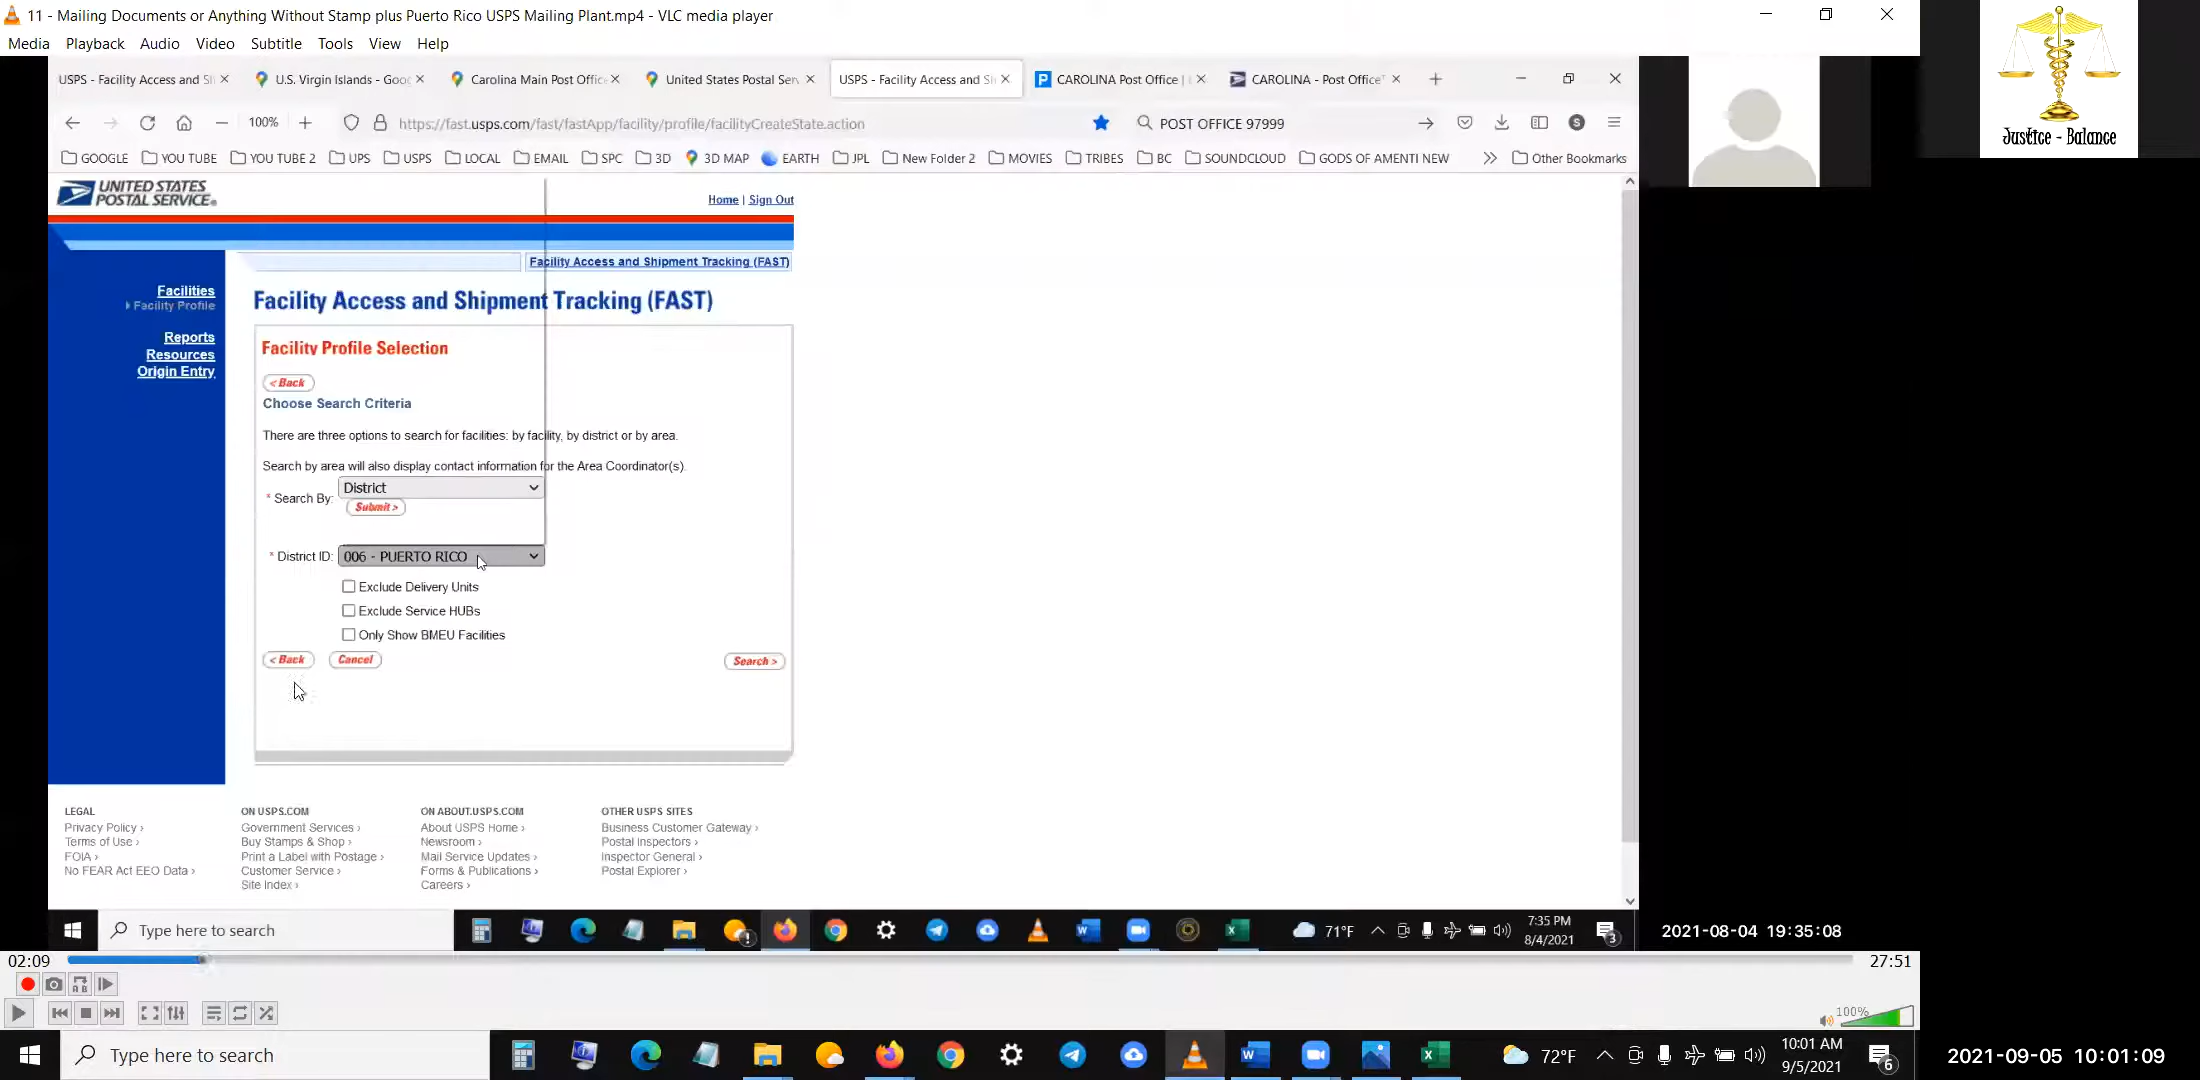 11 - Mailing Documents or Anything Without Stamp plus Puerto Rico USPS Mailing Plant.mp4 - VLC media player
Media Playback Audio Video Subtitle Tools View Help
USPS - Facility Access and U.S. Virgin Islands - Goo Carolina Main Post Offic United States Postal Ser USPS - Facility Access and CAROLINA Post Office | CAROLINA - Post Office
100% https://fast.usps.com/fast/fastApp/facility/profile/facilityCreateState.action POST OFFICE 97999
GOOGLE YOU TUBE YOU TUBE 2 UPS USPS LOCAL EMAIL SPC 3D 3D MAP EARTH JPL New Folder 2 MOVIES TRIBES BC SOUNDCLOUD GODS OF AMENTI NEW Other Bookmarks
Justice - Balance
UNITED STATES
POSTAL SERVICE®
Home | Sign Out
Facility Access and Shipment Tracking (FAST)
Facilities
Facility Profile
Reports
Resources
Origin Entry
Facility Access and Shipment Tracking (FAST)
Facility Profile Selection
< Back
Choose Search Criteria
There are three options to search for facilities: by facility, by district or by area.
Search by area will also display contact information for the Area Coordinator(s).
* Search By: District
Submit >
* District ID: 006 - PUERTO RICO
Exclude Delivery Units
Exclude Service HUBs
Only Show BMEU Facilities
< Back Cancel Search >
LEGAL
Privacy Policy ›
Terms of Use ›
FOIA ›
No FEAR Act EEO Data ›
ON USPS.COM
Government Services ›
Buy Stamps & Shop ›
Print a Label with Postage ›
Customer Service ›
Site Index ›
ON ABOUT.USPS.COM
About USPS Home ›
Newsroom ›
Mail Service Updates ›
Forms & Publications ›
Careers ›
OTHER USPS SITES
Business Customer Gateway ›
Postal Inspectors ›
Inspector General ›
Postal Explorer ›
Type here to search
71°F
7:35 PM
8/4/2021
3
2021-08-04 19:35:08
02:09
27:51
100%
Type here to search
72°F
10:01 AM
9/5/2021
6
2021-09-05 10:01:09